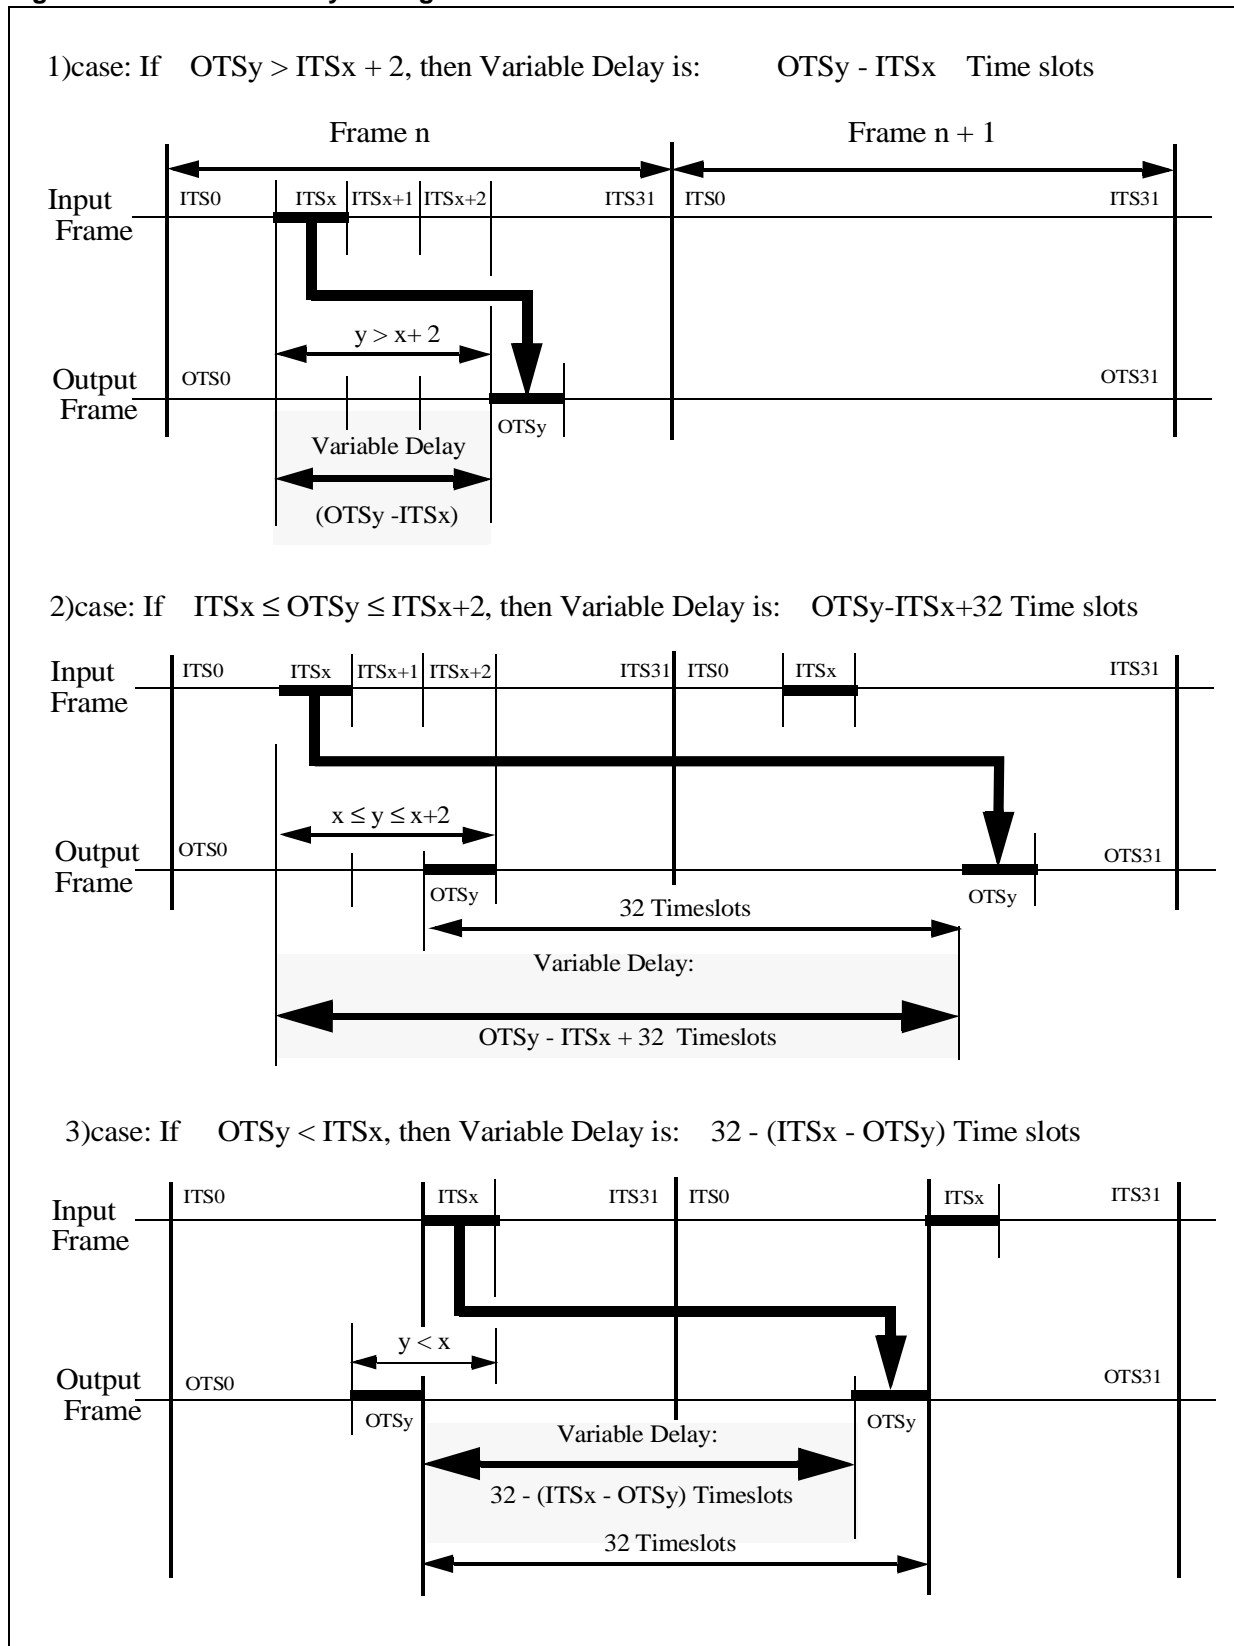 1)case: If OTSy > ITSx + 2, then Variable Delay is: OTSy - ITSx Time slots
Frame n Frame n + 1
Input Frame
ITS0 ITSx ITSx+1 ITSx+2 ITS31 ITS0 ITS31
y > x+ 2
Output Frame
OTS0 OTS31
OTSy
Variable Delay
(OTSy -ITSx)
2)case: If ITSx ≤ OTSy ≤ ITSx+2, then Variable Delay is: OTSy-ITSx+32 Time slots
Input Frame
ITS0 ITSx ITSx+1 ITSx+2 ITS31 ITS0 ITSx ITS31
x ≤ y ≤ x+2
Output Frame
OTS0 OTS31
OTSy OTSy
32 Timeslots
Variable Delay:
OTSy - ITSx + 32 Timeslots
3)case: If OTSy < ITSx, then Variable Delay is: 32 - (ITSx - OTSy) Time slots
Input Frame
ITS0 ITSx ITS31 ITS0 ITSx ITS31
y < x
Output Frame
OTS0 OTS31
OTSy OTSy
Variable Delay:
32 - (ITSx - OTSy) Timeslots
32 Timeslots